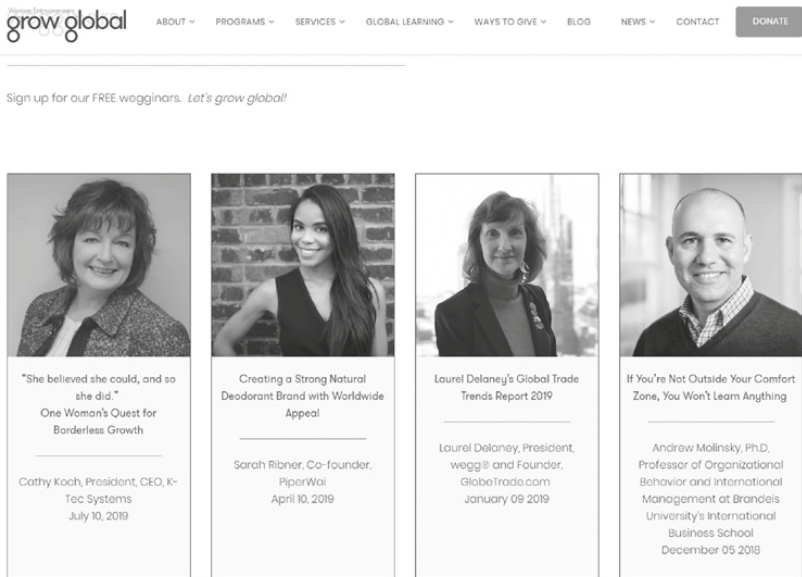 Women Entrepreneurs
grow global
ABOUT PROGRAMS SERVICES GLOBAL LEARNING WAYS TO GIVE BLOG NEWS CONTACT DONATE
Sign up for our FREE wegginars. Let's grow global!
“She believed she could, and so
she did.”
One Woman's Quest for
Borderless Growth
Cathy Koch, President, CEO, K-
Tec Systems
July 10, 2019
Creating a Strong Natural
Deodorant Brand with Worldwide
Appeal
Sarah Ribner, Co-founder,
PiperWai
April 10, 2019
Laurel Delaney's Global Trade
Trends Report 2019
Laurel Delaney, President,
wegg® and Founder,
GlobeTrade.com
January 09 2019
If You're Not Outside Your Comfort
Zone, You Won't Learn Anything
Andrew Molinsky, Ph.D,
Professor of Organizational
Behavior and International
Management at Brandeis
University's International
Business School
December 05 2018